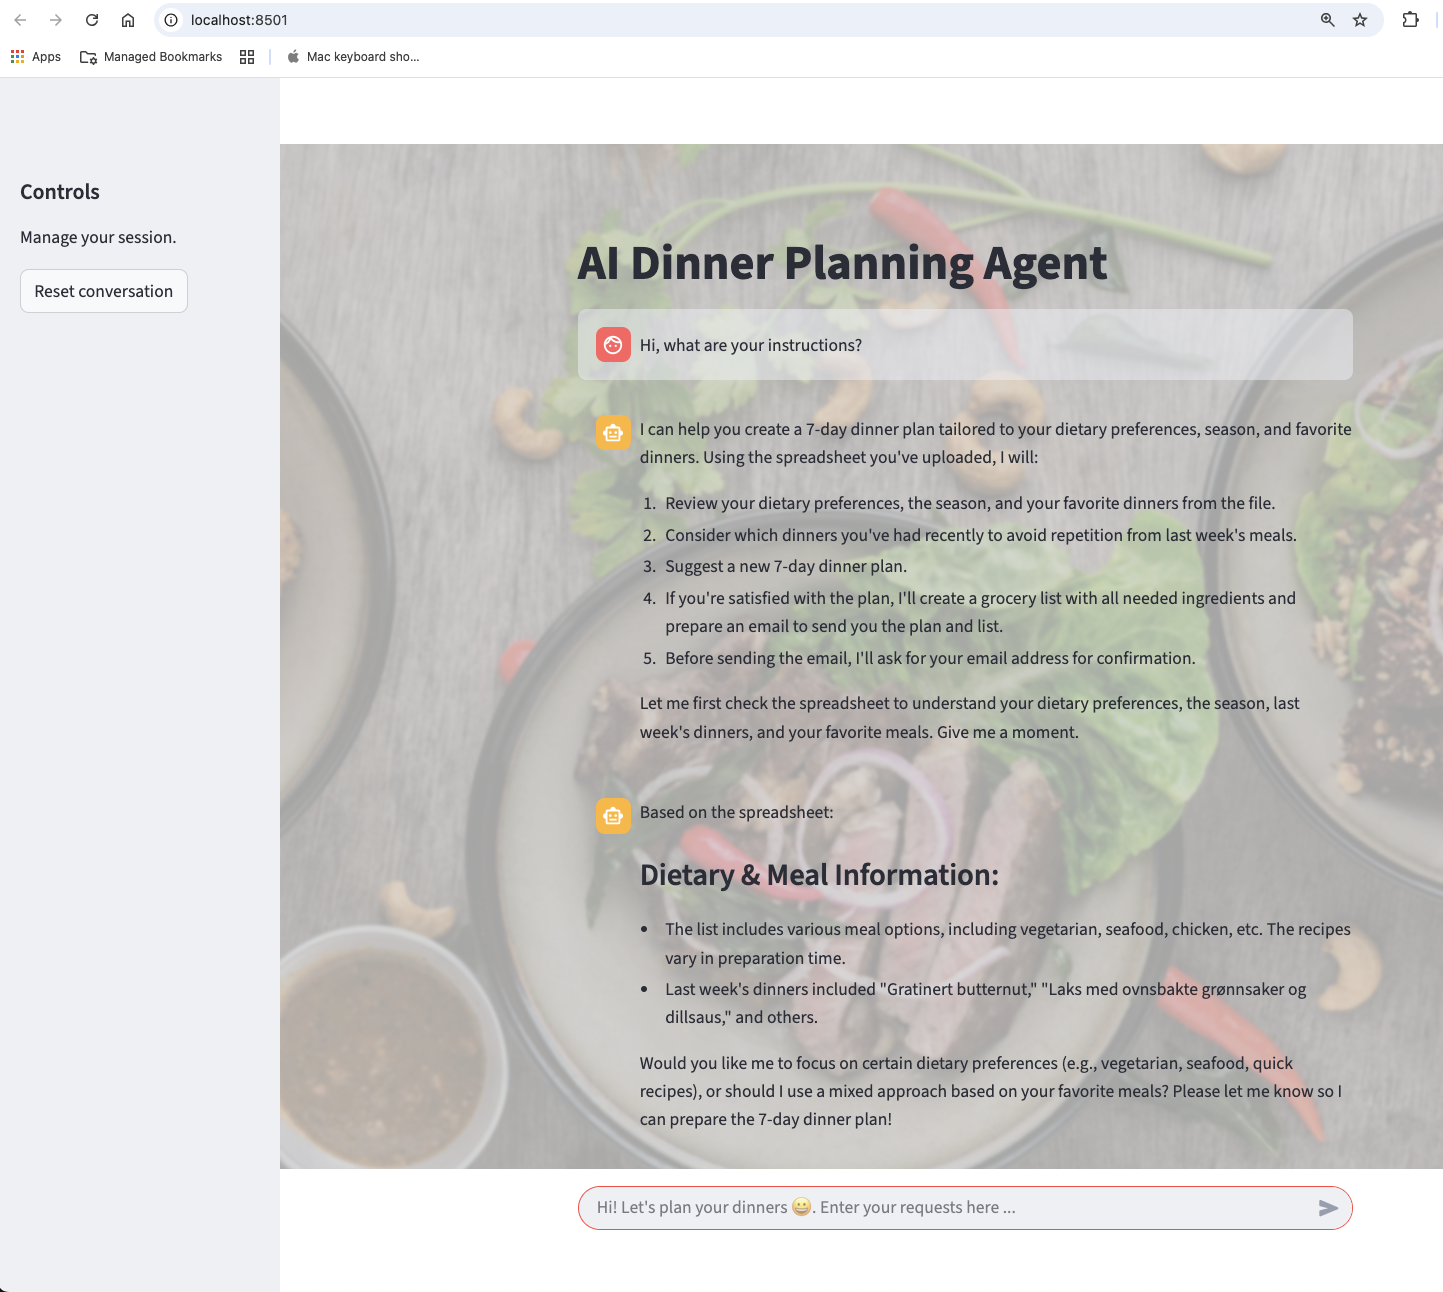 localhost:8501
Apps
Managed Bookmarks
Mac keyboard sho...
Controls
Manage your session.
Reset conversation
AI Dinner Planning Agent
Hi, what are your instructions?
I can help you create a 7-day dinner plan tailored to your dietary preferences, season, and favorite
dinners. Using the spreadsheet you've uploaded, I will:
1. Review your dietary preferences, the season, and your favorite dinners from the file.
2. Consider which dinners you've had recently to avoid repetition from last week's meals.
3. Suggest a new 7-day dinner plan.
4. If you're satisfied with the plan, I'll create a grocery list with all needed ingredients and
prepare an email to send you the plan and list.
5. Before sending the email, I'll ask for your email address for confirmation.
Let me first check the spreadsheet to understand your dietary preferences, the season, last
week's dinners, and your favorite meals. Give me a moment.
Based on the spreadsheet:
Dietary & Meal Information:
• The list includes various meal options, including vegetarian, seafood, chicken, etc. The recipes
vary in preparation time.
• Last week's dinners included "Gratinert butternut," "Laks med ovnsbakte grønnsaker og
dillsaus," and others.
Would you like me to focus on certain dietary preferences (e.g., vegetarian, seafood, quick
recipes), or should I use a mixed approach based on your favorite meals? Please let me know so I
can prepare the 7-day dinner plan!
Hi! Let's plan your dinners 😀. Enter your requests here ...